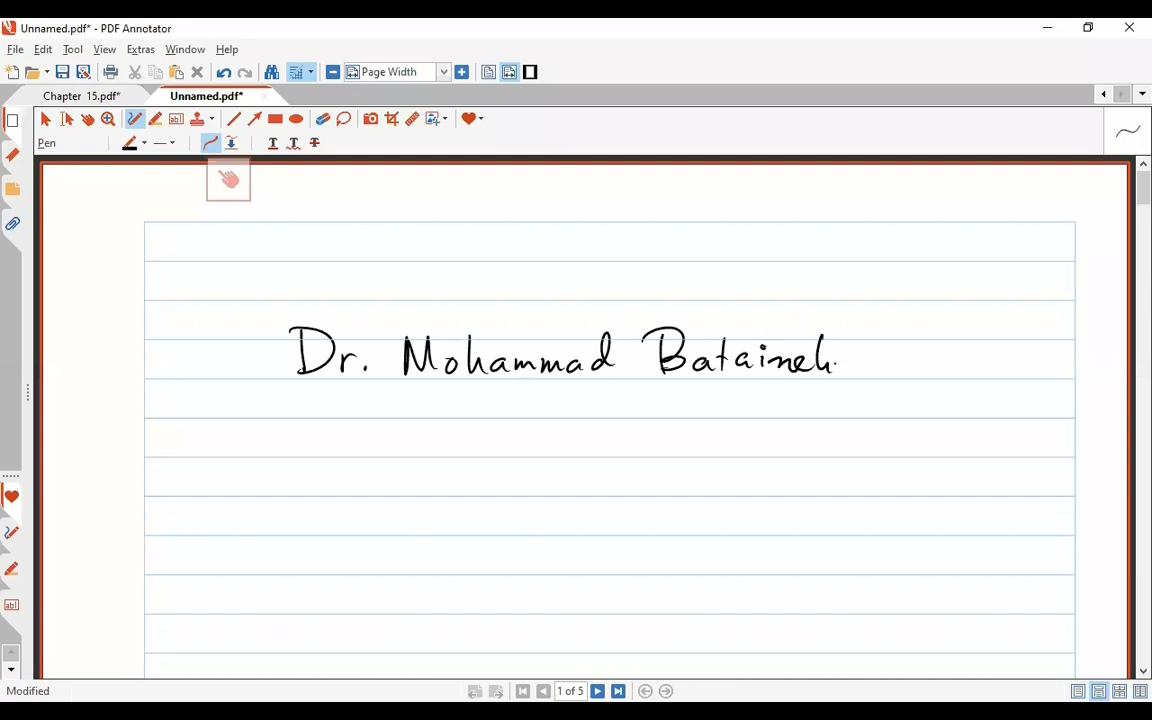 Unnamed.pdf* - PDF Annotator
File Edit Tool View Extras Window Help
Page Width
Chapter 15.pdf* Unnamed.pdf*
Pen
Dr. Mohammad Bataineh.
Modified
1 of 5